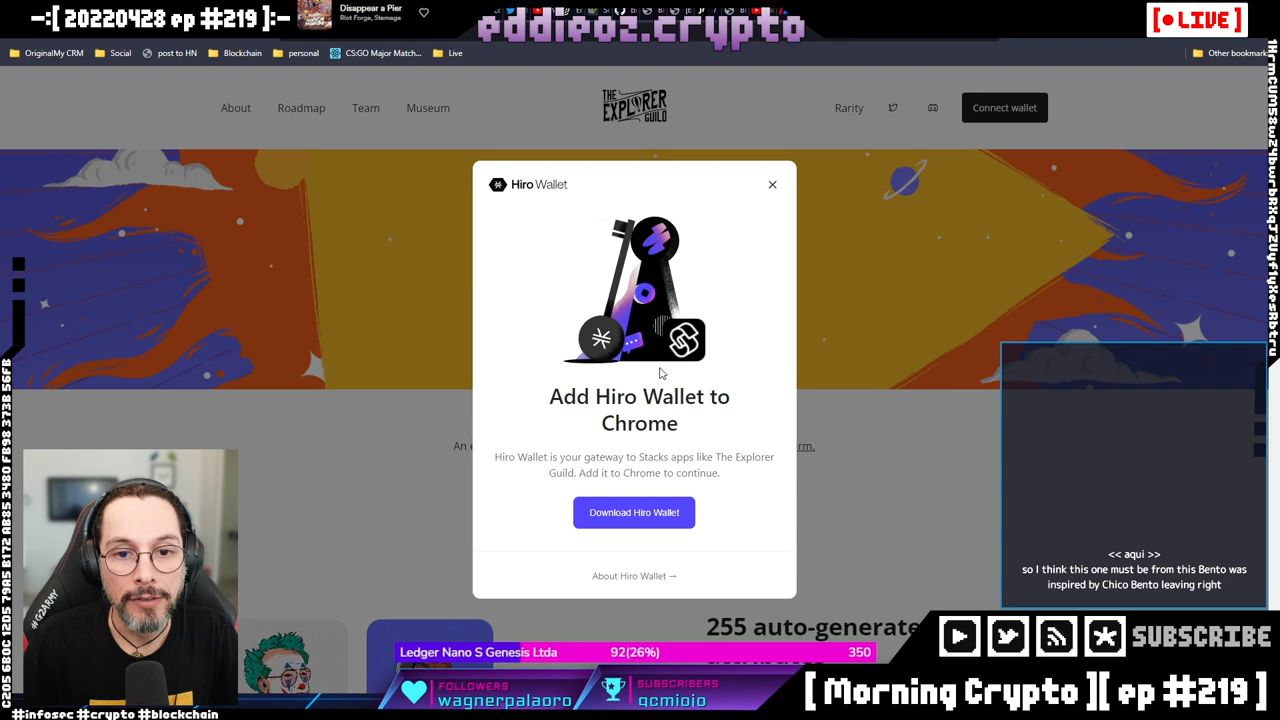 -:[ 20220428 ep #219 ]:-
Disappear a Pier
Riot Forge, Stemage
eddieoz.crypto
[ LIVE ]
OriginalMy CRM
Social
post to HN
Blockchain
personal
CS:GO Major Match...
Live
Other bookmark
About
Roadmap
Team
Museum
THE EXPLORER GUILD
Rarity
Connect wallet
Hiro Wallet
Add Hiro Wallet to
Chrome
Hiro Wallet is your gateway to Stacks apps like The Explorer
Guild. Add it to Chrome to continue.
Download Hiro Wallet
About Hiro Wallet →
An e
rm.
<< aqui >>
so I think this one must be from this Bento was
inspired by Chico Bento leaving right
255 auto-generate
Ledger Nano S Genesis Ltda
92(26%)
350
FOLLOWERS
wagnerpalaoro
SUBSCRIBERS
gcmiojo
SUBSCRIBE
[ Morning Crypto ][ ep #219 ]
#infosec #crypto #blockchain